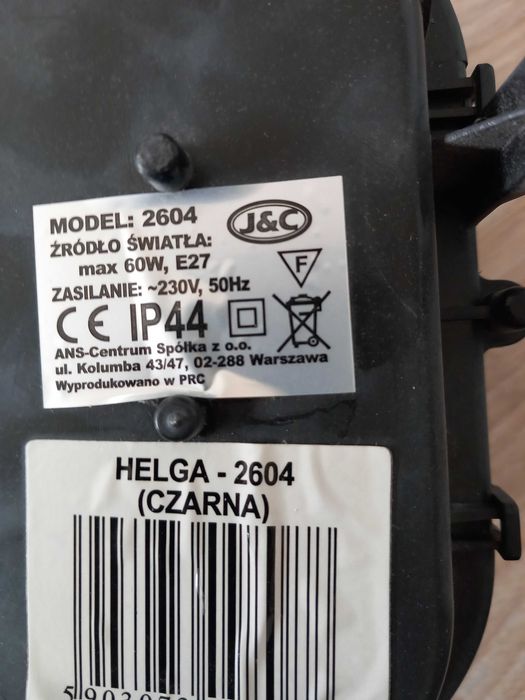 MODEL: 2604
J&C
ŹRÓDŁO ŚWIATŁA:
max 60W, E27
F
ZASILANIE: ~230V, 50Hz
CE IP44
ANS-Centrum Spółka z o.o.
ul. Kolumba 43/47, 02-288 Warszawa
Wyprodukowano w PRC
HELGA - 2604
(CZARNA)